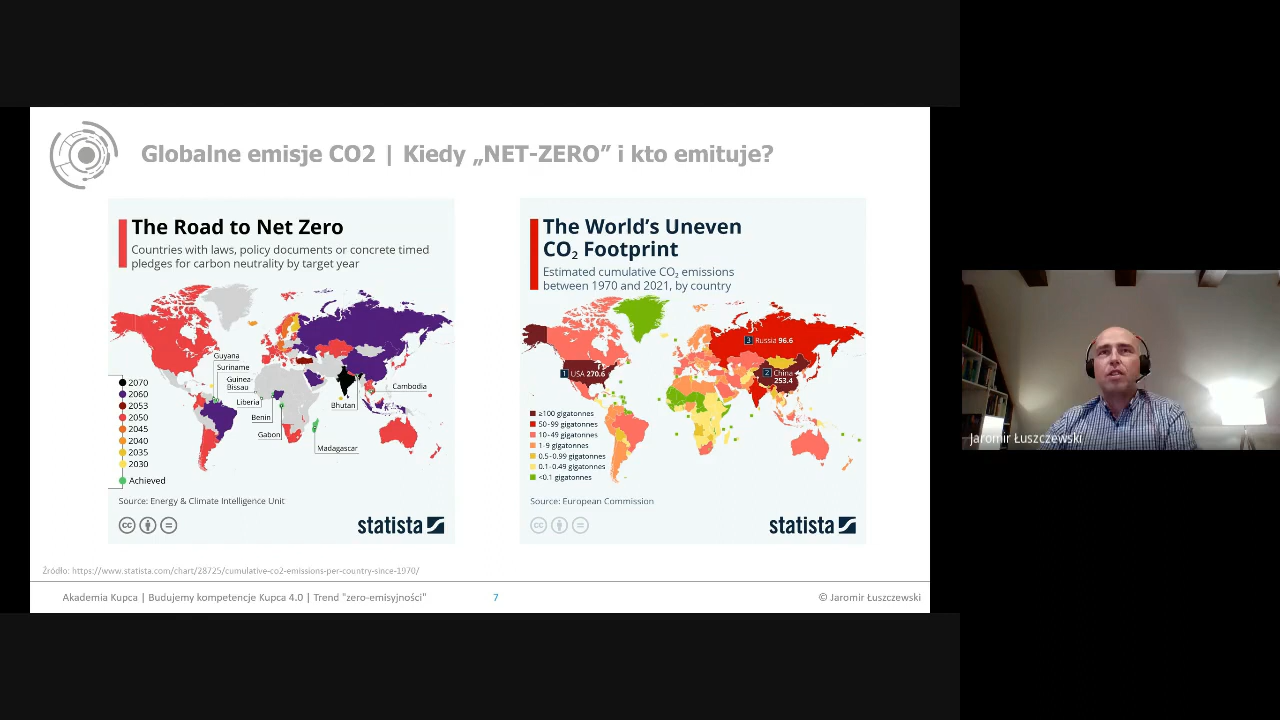 Globalne emisje CO2 | Kiedy „NET-ZERO” i kto emituje?
The Road to Net Zero
Countries with laws, policy documents or concrete timed
pledges for carbon neutrality by target year
Guyana
Suriname
Guinea-
Bissau
Liberia
Benin
Gabon
Bhutan
Cambodia
Madagascar
2070
2060
2053
2050
2045
2040
2035
2030
Achieved
Source: Energy & Climate Intelligence Unit
statista
The World's Uneven
CO₂ Footprint
Estimated cumulative CO₂ emissions
between 1970 and 2021, by country
3 Russia 96.6
1 USA 270.6
2 China
253.4
≥100 gigatonnes
50-99 gigatonnes
10-49 gigatonnes
1-9 gigatonnes
0.5-0.99 gigatonnes
0.1-0.49 gigatonnes
<0.1 gigatonnes
Source: European Commission
statista
Źródło: https://www.statista.com/chart/28725/cumulative-co2-emissions-per-country-since-1970/
Akademia Kupca | Budujemy kompetencje Kupca 4.0 | Trend "zero-emisyjności"
7
© Jaromir Łuszczewski
Jaromir Łuszczewski